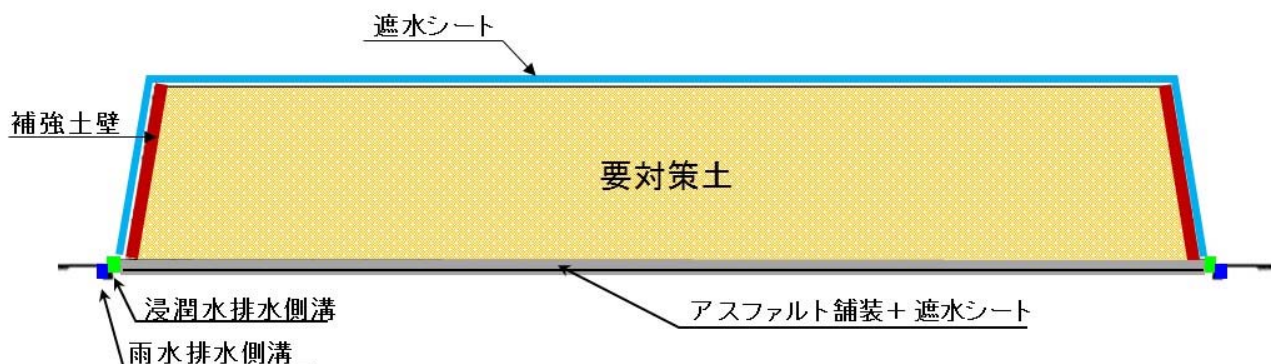 遮水シート
補強土壁
要対策土
浸潤水排水側溝
アスファルト舗装＋遮水シート
雨水排水側溝